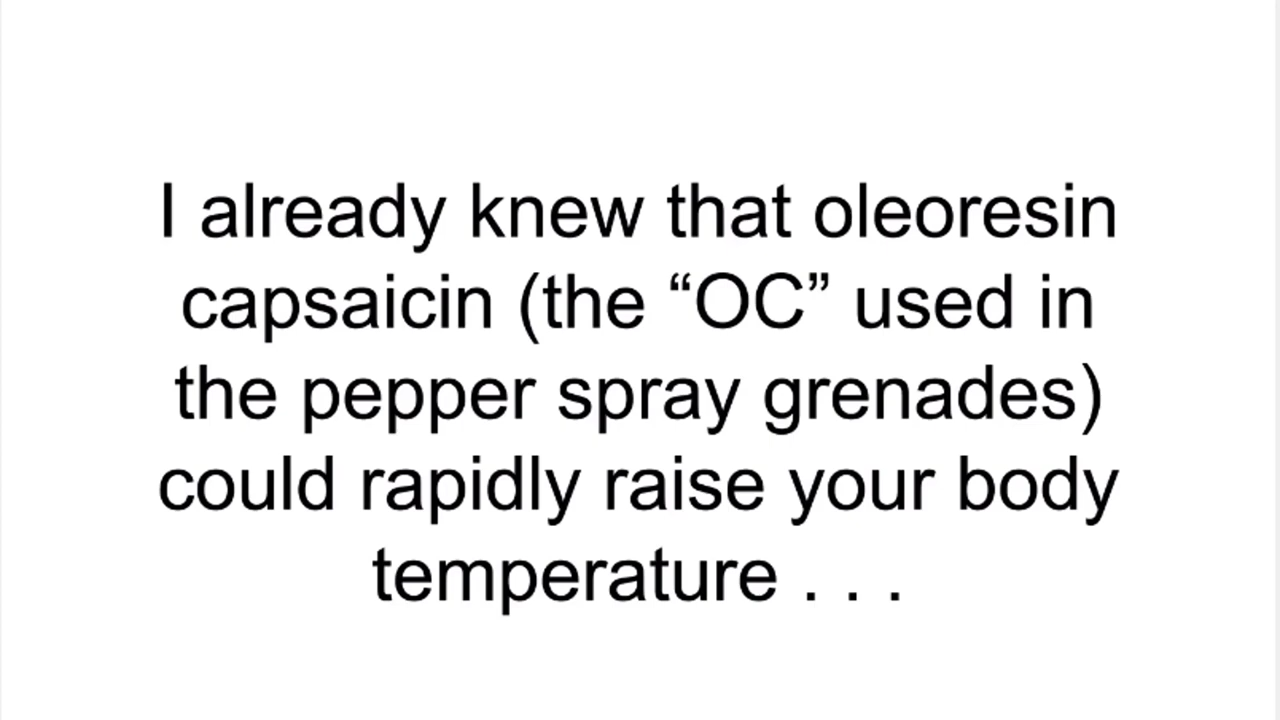 I already knew that oleoresin
capsaicin (the “OC” used in
the pepper spray grenades)
could rapidly raise your body
temperature . . .